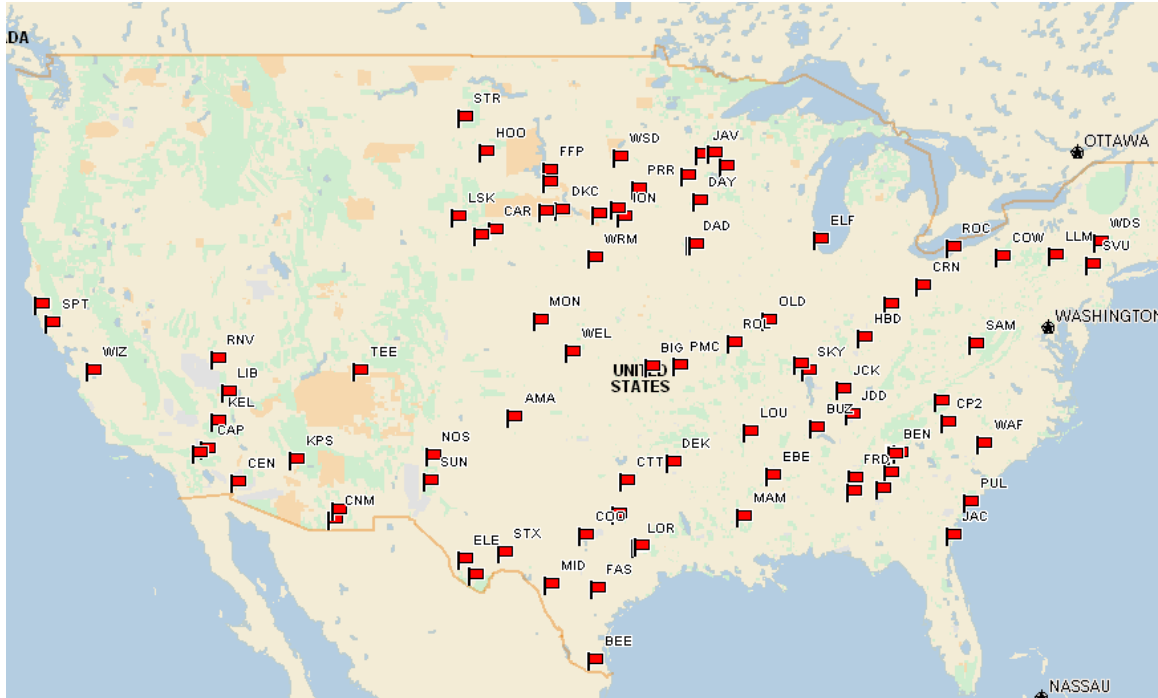 DA
STR
OTTAWA
HOO
WSD
JAV
FFP
PRR
DAY
LSK
CAR
DKC
ION
WRM
DAD
ELF
ROC
COW
LLM
WDS
SVU
CRN
SPT
MON
OLD
HBD
WASHINGTON
WIZ
RNV
TEE
WEL
BIG
PMC
ROL
SKY
SAM
LIB
UNITED
STATES
JCK
KEL
AMA
JDD
CP2
CAP
KPS
NOS
LOU
BUZ
WAF
CEN
SUN
DEK
EBE
FRD
BEN
CTT
CNM
COO
MAM
PUL
JAC
ELE
STX
LOR
MID
FAS
BEE
NASSAU